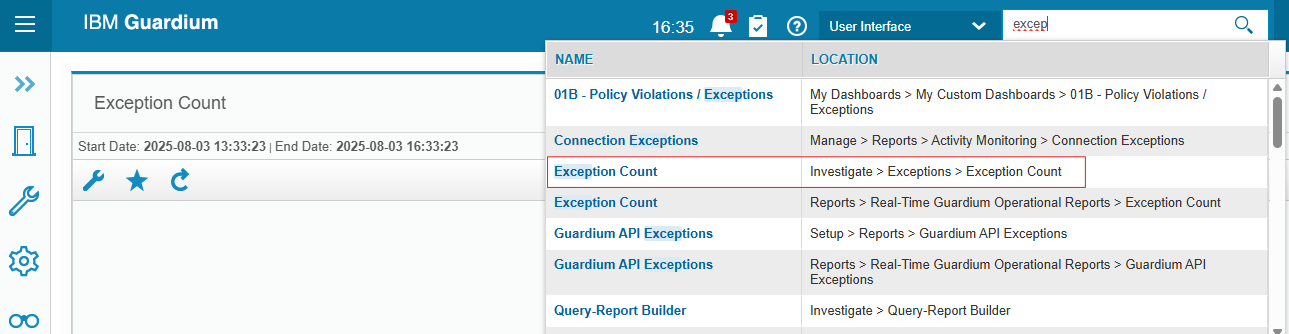 IBM Guardium
16:35
3
User Interface
excep
NAME
LOCATION
Exception Count
Start Date: 2025-08-03 13:33:23 | End Date: 2025-08-03 16:33:23
01B - Policy Violations / Exceptions
My Dashboards > My Custom Dashboards > 01B - Policy Violations /
Exceptions
Connection Exceptions
Manage > Reports > Activity Monitoring > Connection Exceptions
Exception Count
Investigate > Exceptions > Exception Count
Exception Count
Reports > Real-Time Guardium Operational Reports > Exception Count
Guardium API Exceptions
Setup > Reports > Guardium API Exceptions
Guardium API Exceptions
Reports > Real-Time Guardium Operational Reports > Guardium API
Exceptions
Query-Report Builder
Investigate > Query-Report Builder